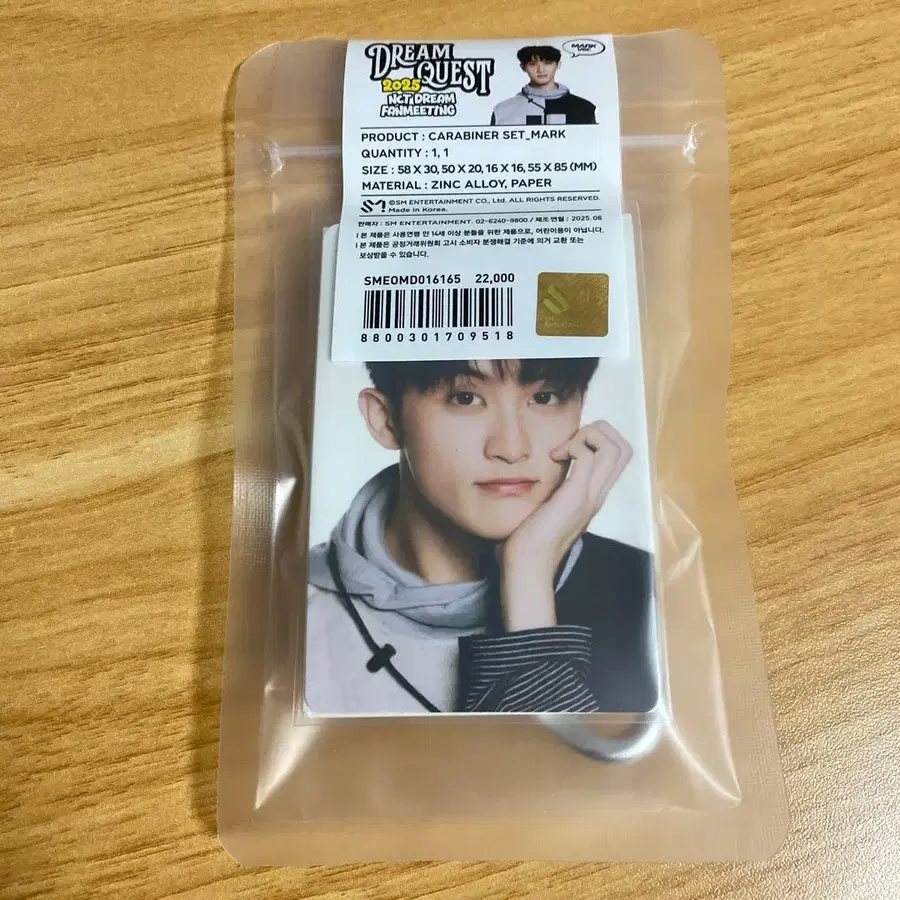 DREAM
QUEST
2025
NCT DREAM
FANMEETING
MARK
VER.
PRODUCT : CARABINER SET_MARK
QUANTITY : 1, 1
SIZE : 58 X 30, 50 X 20, 16 X 16, 55 X 85 (MM)
MATERIAL : ZINC ALLOY, PAPER
SM ©SM ENTERTAINMENT CO., Ltd. ALL RIGHTS RESERVED.
Made in Korea.
판매자 : SM ENTERTAINMENT. 02-6240-9800 / 제조 연월 : 2025. 06
본 제품은 사용연령 만 14세 이상 분들을 위한 제품으로, 어린이용이 아닙니다.
본 제품은 공정거래위원회 고시 소비자 분쟁해결 기준에 의거 교환 또는
보상받을 수 있습니다.
SMEOMD016165 22,000
8800301709518